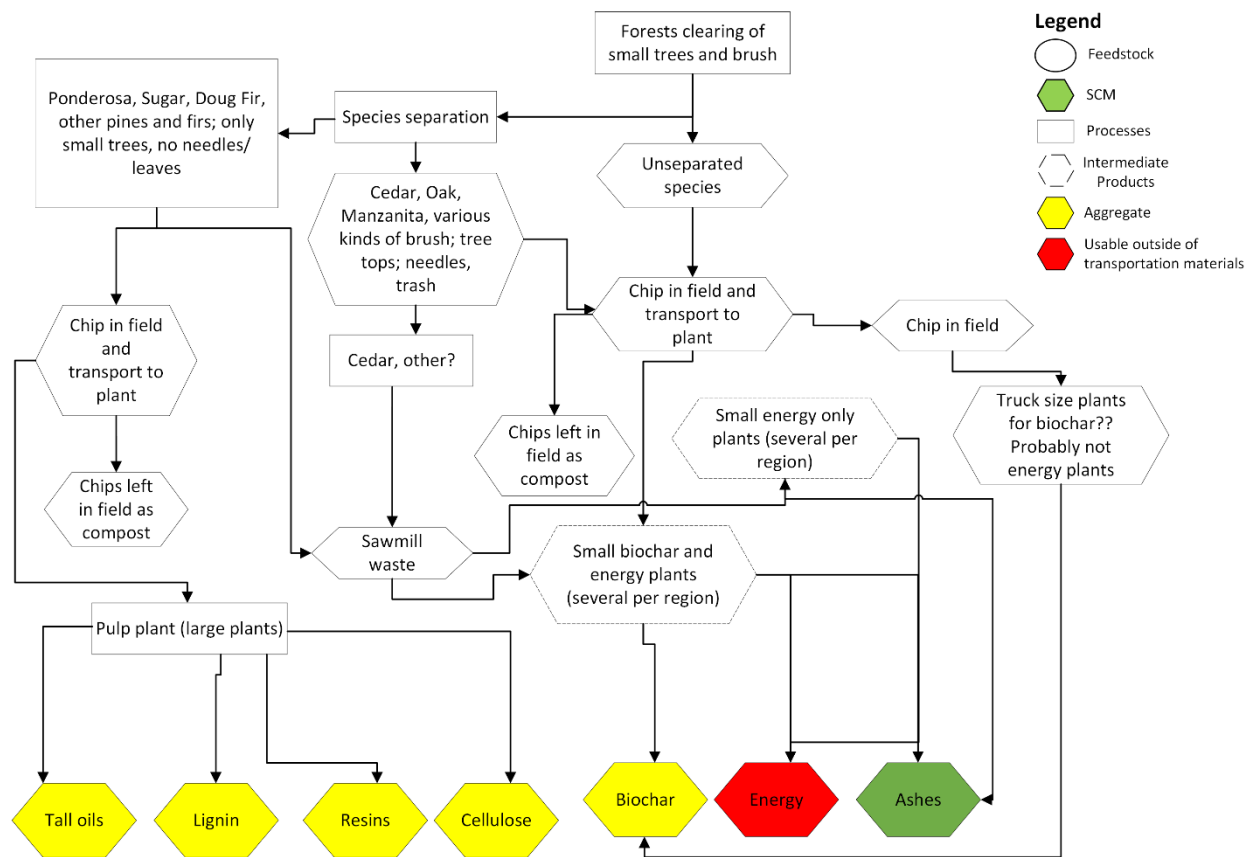 Forests clearing of
small trees and brush
Legend
Feedstock
SCM
Processes
Intermediate
Products
Aggregate
Usable outside of
transportation materials
Ponderosa, Sugar, Doug Fir,
other pines and firs; only
small trees, no needles/
leaves
Species separation
Unseparated
species
Cedar, Oak,
Manzanita, various
kinds of brush; tree
tops; needles,
trash
Chip in field
and
transport to
plant
Chip in field and
transport to
plant
Chip in field
Cedar, other?
Chips left
in field as
compost
Chips left in
field as
compost
Small energy only
plants (several per
region)
Truck size plants
for biochar??
Probably not
energy plants
Sawmill
waste
Small biochar and
energy plants
(several per region)
Pulp plant (large plants)
Tall oils
Lignin
Resins
Cellulose
Biochar
Energy
Ashes